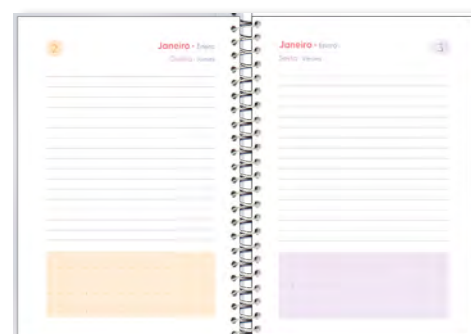 2
Janeiro • Enero
Quinta · Jueves
Janeiro • Enero
Sexta · Viernes
3